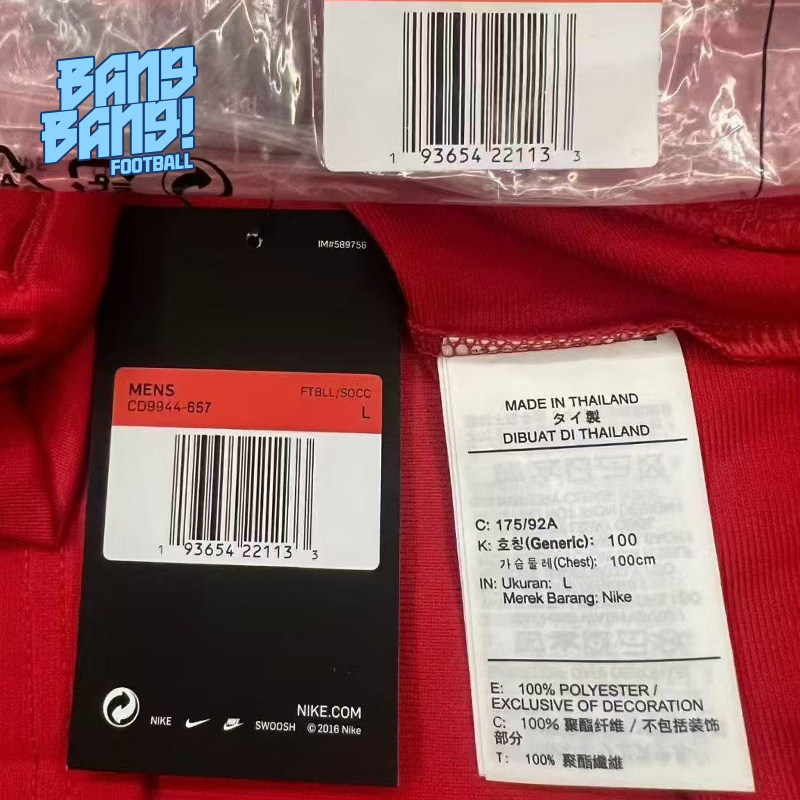 BANG
BANG!
FOOTBALL
1 93654 22113 3
IM#589756
MENS
CD9944-657
FTBLL/SOCC
L
1 93654 22113 3
NIKE
SWOOSH
NIKE.COM
© 2016 Nike
MADE IN THAILAND
タイ製
DIBUAT DI THAILAND
C: 175/92A
K: 호칭(Generic): 100
가슴둘레(Chest): 100cm
IN: Ukuran: L
Merek Barang: Nike
E: 100% POLYESTER /
EXCLUSIVE OF DECORATION
C: 100% 聚酯纤维 / 不包括装饰
部分
T: 100% 聚酯纖維